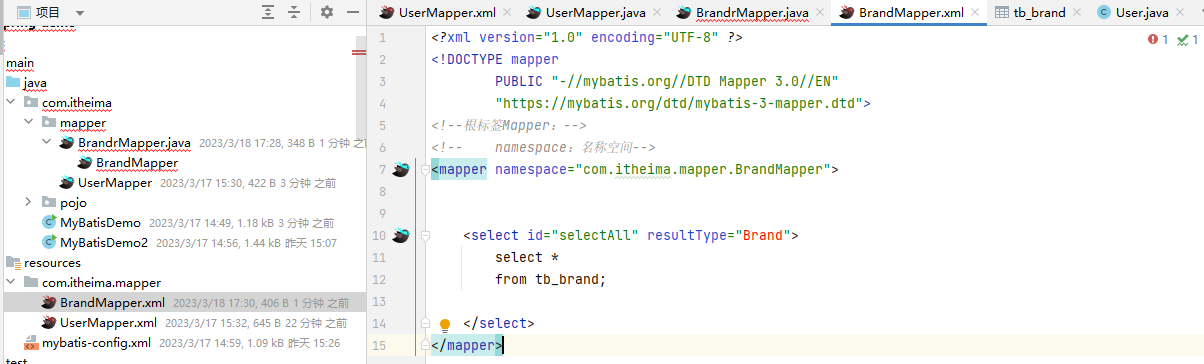 项目
main
java
com.itheima
mapper
BrandrMapper.java 2023/3/18 17:28, 348 B 1 分钟 之前
BrandMapper
UserMapper 2023/3/17 15:30, 422 B 3 分钟 之前
pojo
MyBatisDemo 2023/3/17 14:49, 1.18 kB 3 分钟 之前
MyBatisDemo2 2023/3/17 14:56, 1.44 kB 昨天 15:07
resources
com.itheima.mapper
BrandMapper.xml 2023/3/18 17:30, 406 B 1 分钟 之前
UserMapper.xml 2023/3/17 15:32, 645 B 22 分钟 之前
mybatis-config.xml 2023/3/17 14:59, 1.09 kB 昨天 15:26
UserMapper.xml UserMapper.java BrandrMapper.java BrandMapper.xml tb_brand User.java
1 1
1 <?xml version="1.0" encoding="UTF-8" ?>
2 <!DOCTYPE mapper
3 PUBLIC "-//mybatis.org//DTD Mapper 3.0//EN"
4 "https://mybatis.org/dtd/mybatis-3-mapper.dtd">
5 <!--根标签Mapper：-->
6 <!-- namespace：名称空间-->
7 <mapper namespace="com.itheima.mapper.BrandMapper">
8
9
10 <select id="selectAll" resultType="Brand">
11 select *
12 from tb_brand;
13
14 </select>
15 </mapper>